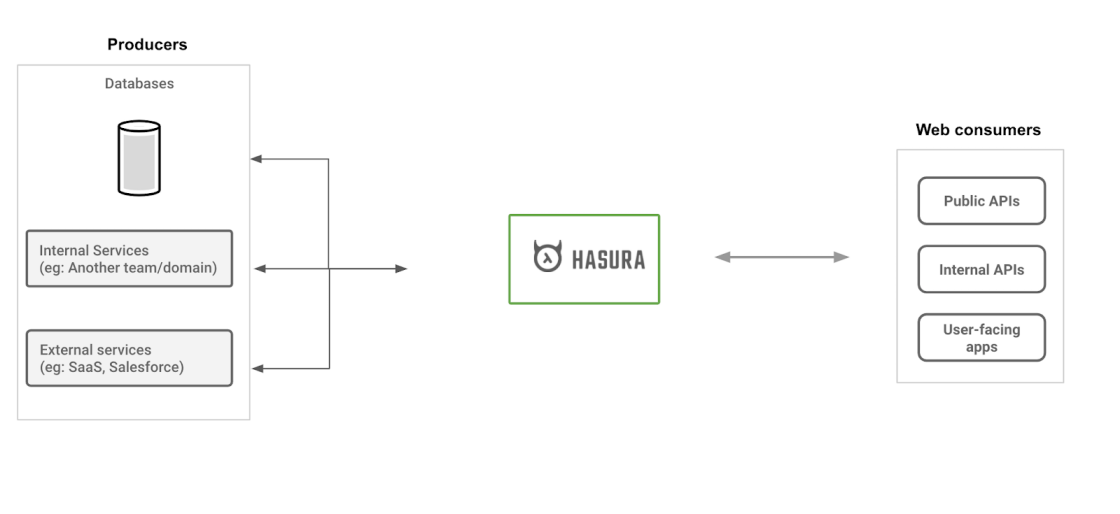 Producers
Databases
Internal Services
(eg: Another team/domain)
External services
(eg: SaaS, Salesforce)
HASURA
Web consumers
Public APIs
Internal APIs
User-facing
apps